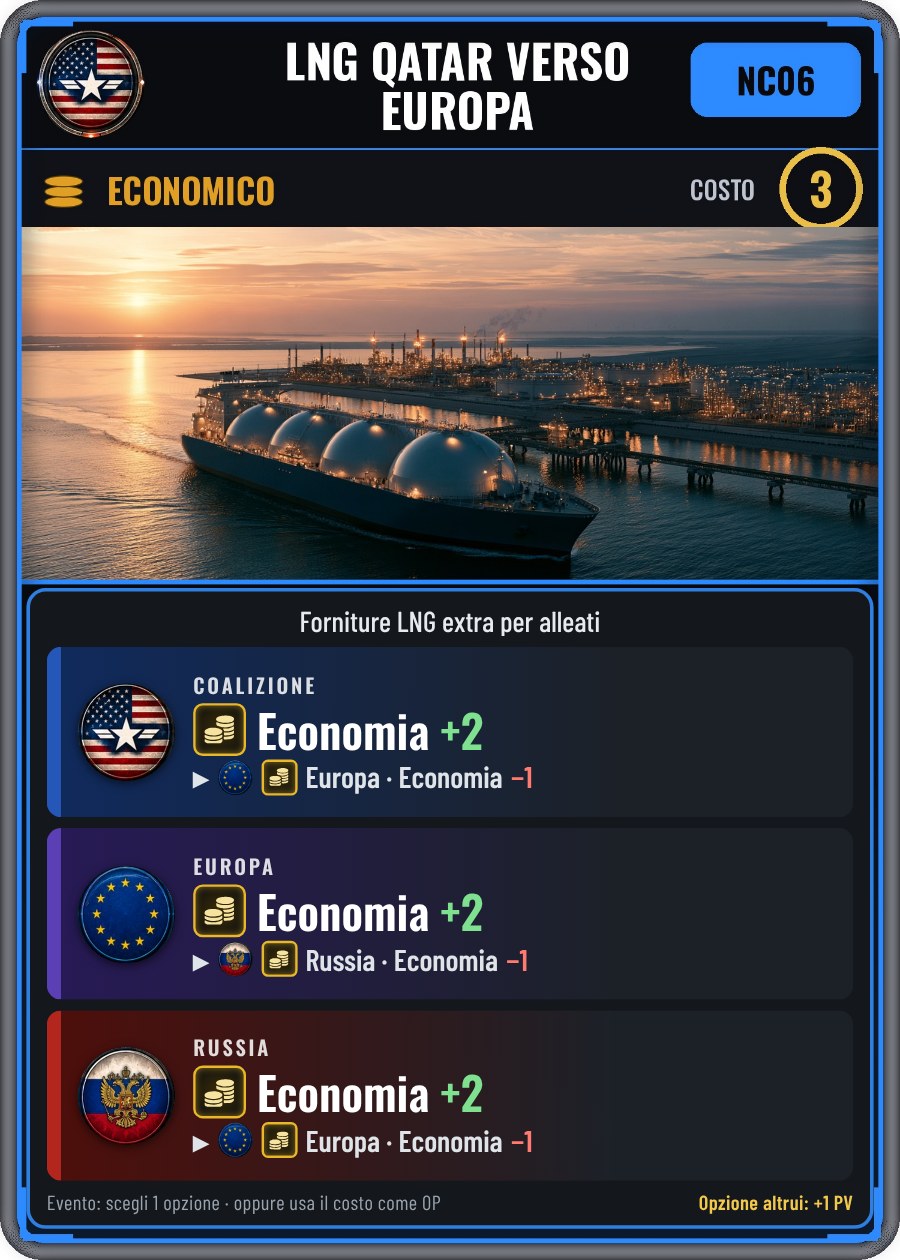 LNG QATAR VERSO
EUROPA
NC06
ECONOMICO
COSTO
3
Forniture LNG extra per alleati
COALIZIONE
Economia +2
▶ Europa · Economia −1
EUROPA
Economia +2
▶ Russia · Economia −1
RUSSIA
Economia +2
▶ Europa · Economia −1
Evento: scegli 1 opzione · oppure usa il costo come OP
Opzione altrui: +1 PV